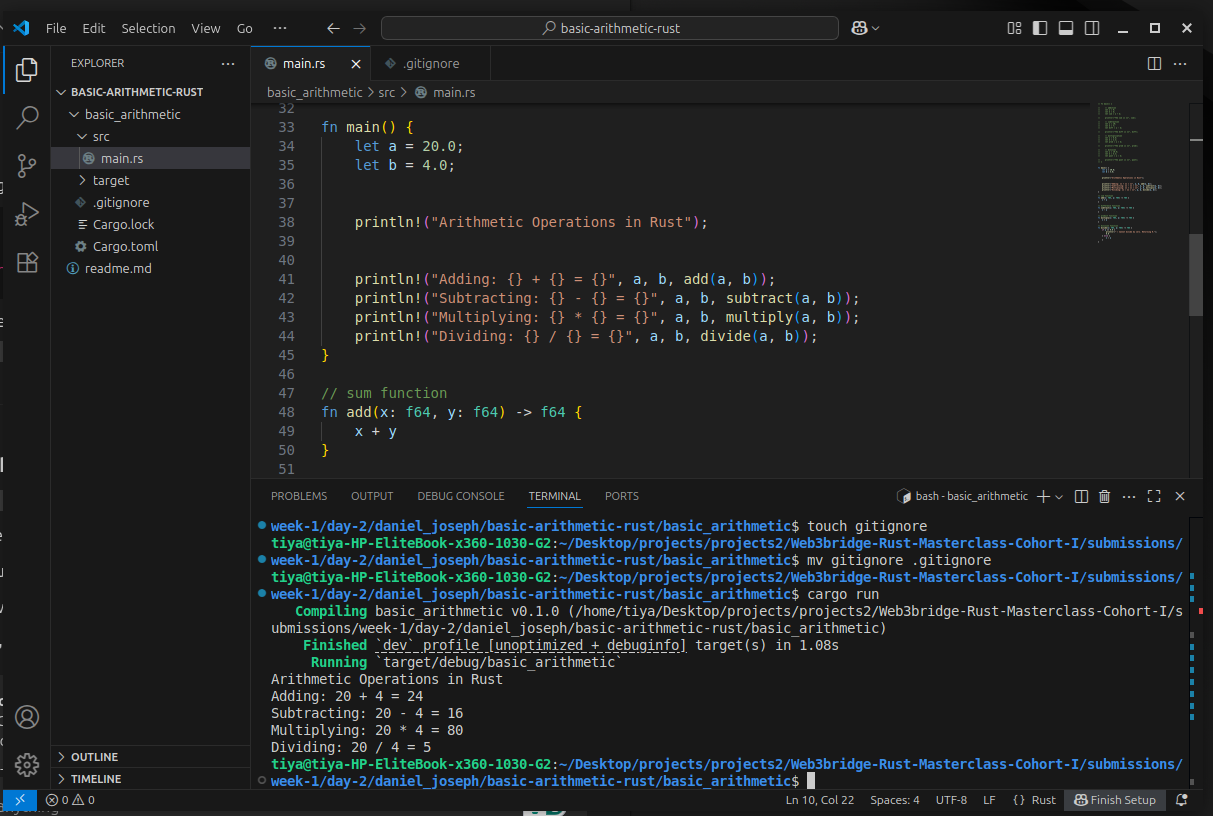 File Edit Selection View Go ··· basic-arithmetic-rust
EXPLORER ···
BASIC-ARITHMETIC-RUST
basic_arithmetic
src
main.rs
target
.gitignore
Cargo.lock
Cargo.toml
readme.md
OUTLINE
TIMELINE
main.rs .gitignore
basic_arithmetic > src > main.rs
32
33 fn main() {
34 let a = 20.0;
35 let b = 4.0;
36
37
38 println!("Arithmetic Operations in Rust");
39
40
41 println!("Adding: {} + {} = {}", a, b, add(a, b));
42 println!("Subtracting: {} - {} = {}", a, b, subtract(a, b));
43 println!("Multiplying: {} * {} = {}", a, b, multiply(a, b));
44 println!("Dividing: {} / {} = {}", a, b, divide(a, b));
45 }
46
47 // sum function
48 fn add(x: f64, y: f64) -> f64 {
49 x + y
50 }
51
PROBLEMS OUTPUT DEBUG CONSOLE TERMINAL PORTS bash - basic_arithmetic
week-1/day-2/daniel_joseph/basic-arithmetic-rust/basic_arithmetic$ touch gitignore
tiya@tiya-HP-EliteBook-x360-1030-G2:~/Desktop/projects/projects2/Web3bridge-Rust-Masterclass-Cohort-I/submissions/
week-1/day-2/daniel_joseph/basic-arithmetic-rust/basic_arithmetic$ mv gitignore .gitignore
tiya@tiya-HP-EliteBook-x360-1030-G2:~/Desktop/projects/projects2/Web3bridge-Rust-Masterclass-Cohort-I/submissions/
week-1/day-2/daniel_joseph/basic-arithmetic-rust/basic_arithmetic$ cargo run
Compiling basic_arithmetic v0.1.0 (/home/tiya/Desktop/projects/projects2/Web3bridge-Rust-Masterclass-Cohort-I/s
ubmissions/week-1/day-2/daniel_joseph/basic-arithmetic-rust/basic_arithmetic)
Finished `dev` profile [unoptimized + debuginfo] target(s) in 1.08s
Running `target/debug/basic_arithmetic`
Arithmetic Operations in Rust
Adding: 20 + 4 = 24
Subtracting: 20 - 4 = 16
Multiplying: 20 * 4 = 80
Dividing: 20 / 4 = 5
tiya@tiya-HP-EliteBook-x360-1030-G2:~/Desktop/projects/projects2/Web3bridge-Rust-Masterclass-Cohort-I/submissions/
week-1/day-2/daniel_joseph/basic-arithmetic-rust/basic_arithmetic$
0 0 Ln 10, Col 22 Spaces: 4 UTF-8 LF {} Rust Finish Setup